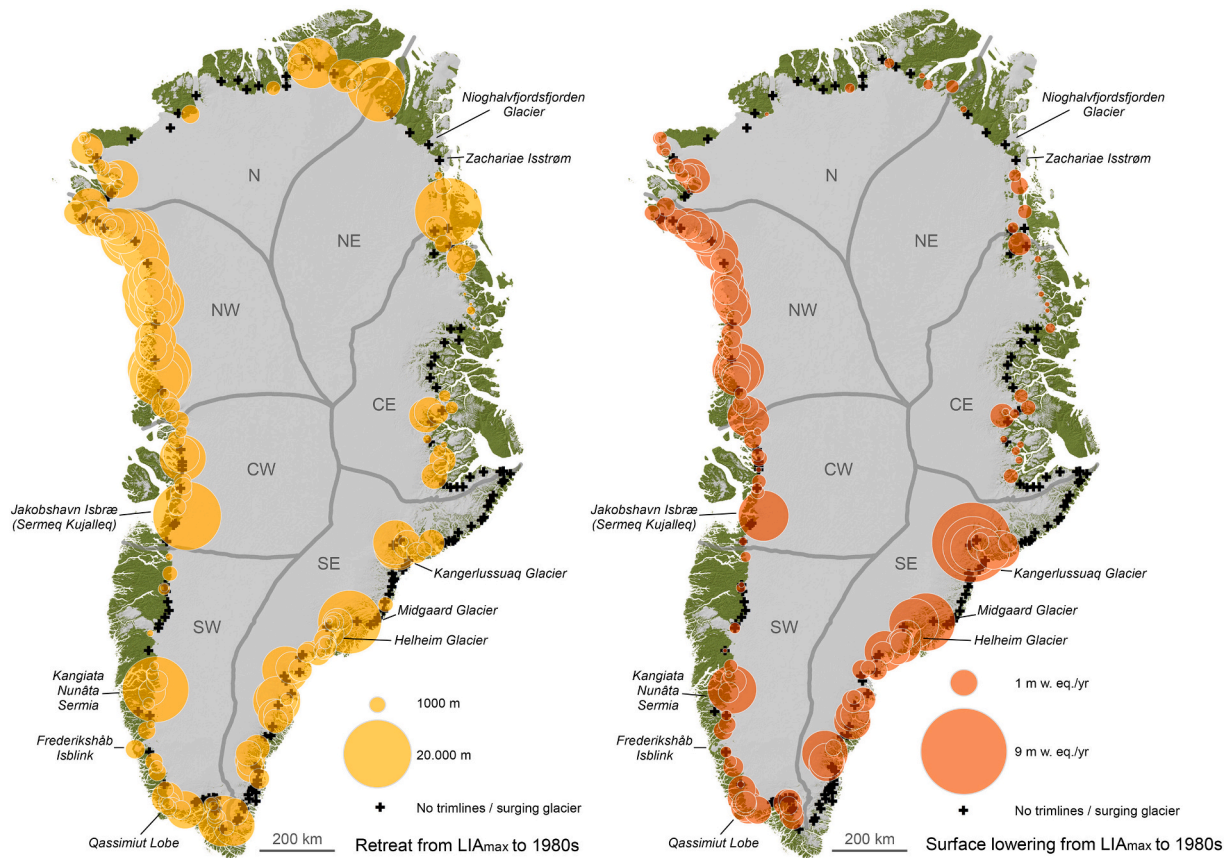 Nioghalvfjordsfjorden
Glacier
Zachariae Isstrøm
N
NE
NW
CE
CW
Jakobshavn Isbræ
(Sermeq Kujalleq)
SE
Kangerlussuaq Glacier
Midgaard Glacier
SW
Helheim Glacier
Kangiata
Nunâta
Sermia
1000 m
Frederikshåb
Isblink
20.000 m
No trimlines / surging glacier
Qassimiut Lobe
200 km
Retreat from LIAmax to 1980s
Nioghalvfjordsfjorden
Glacier
Zachariae Isstrøm
N
NE
NW
CE
CW
Jakobshavn Isbræ
(Sermeq Kujalleq)
SE
Kangerlussuaq Glacier
Midgaard Glacier
SW
Helheim Glacier
Kangiata
Nunâta
Sermia
1 m w. eq./yr
Frederikshåb
Isblink
9 m w. eq./yr
No trimlines / surging glacier
Qassimiut Lobe
200 km
Surface lowering from LIAmax to 1980s